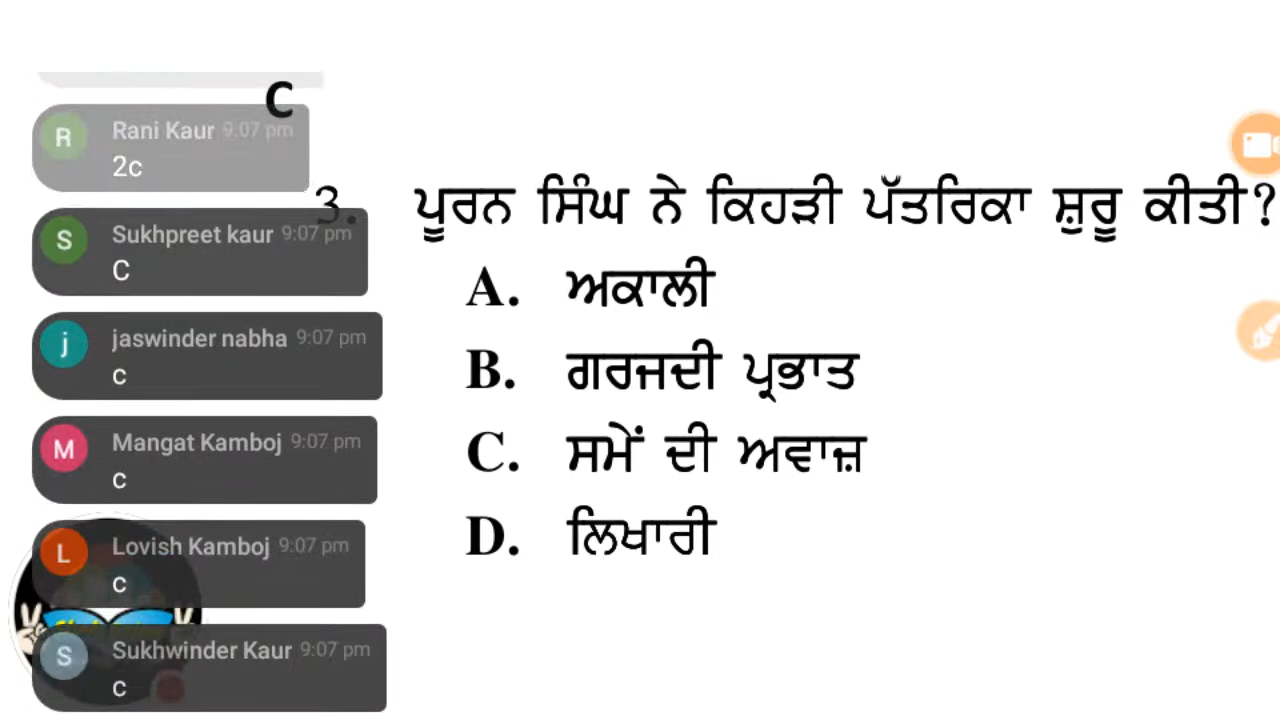 C
Rani Kaur 9:07 pm
2c
Sukhpreet kaur 9:07 pm
C
jaswinder nabha 9:07 pm
c
Mangat Kamboj 9:07 pm
c
Lovish Kamboj 9:07 pm
c
Sukhwinder Kaur 9:07 pm
c
3. ਪੂਰਨ ਸਿੰਘ ਨੇ ਕਿਹੜੀ ਪੱਤਰਿਕਾ ਸ਼ੁਰੂ ਕੀਤੀ?
A. ਅਕਾਲੀ
B. ਗਰਜਦੀ ਪ੍ਰਭਾਤ
C. ਸਮੇਂ ਦੀ ਅਵਾਜ਼
D. ਲਿਖਾਰੀ